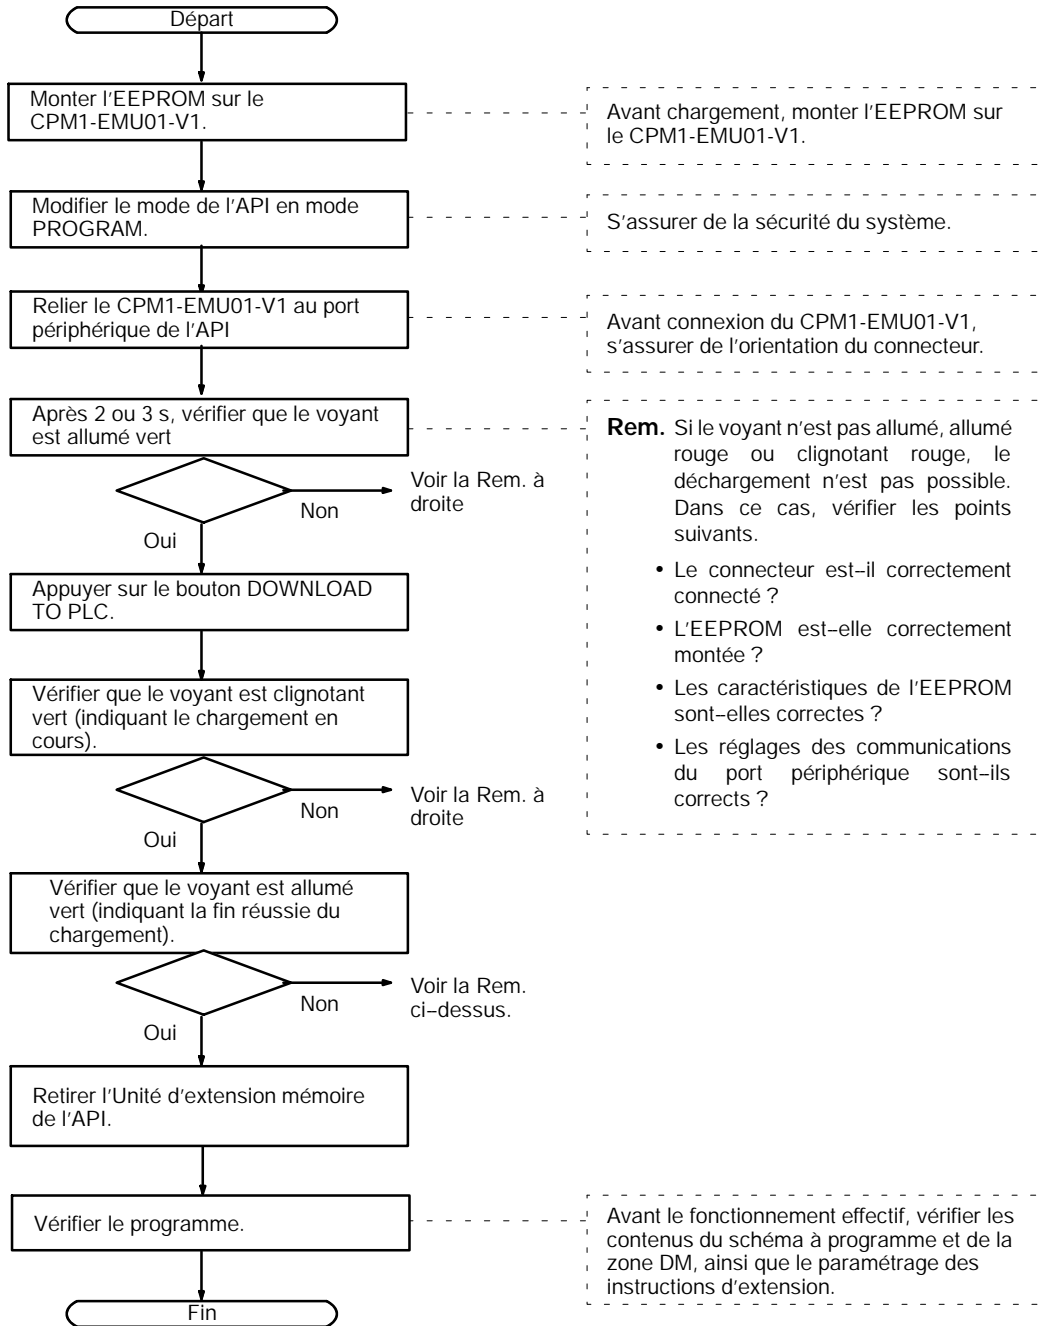 Départ
Monter l'EEPROM sur le
CPM1-EMU01-V1.
Avant chargement, monter l'EEPROM sur
le CPM1-EMU01-V1.
Modifier le mode de l'API en mode
PROGRAM.
S'assurer de la sécurité du système.
Relier le CPM1-EMU01-V1 au port
périphérique de l'API
Avant connexion du CPM1-EMU01-V1,
s'assurer de l'orientation du connecteur.
Après 2 ou 3 s, vérifier que le voyant
est allumé vert
Rem. Si le voyant n'est pas allumé, allumé
rouge ou clignotant rouge, le
déchargement n'est pas possible.
Dans ce cas, vérifier les points
suivants.
• Le connecteur est–il correctement
connecté ?
• L'EEPROM est–elle correctement
montée ?
• Les caractéristiques de l'EEPROM
sont–elles correctes ?
• Les réglages des communications
du port périphérique sont–ils
corrects ?
Non
Voir la Rem. à
droite
Oui
Appuyer sur le bouton DOWNLOAD
TO PLC.
Vérifier que le voyant est clignotant
vert (indiquant le chargement en
cours).
Non
Voir la Rem. à
droite
Oui
Vérifier que le voyant est allumé
vert (indiquant la fin réussie du
chargement).
Non
Voir la Rem.
ci–dessus.
Oui
Retirer l'Unité d'extension mémoire
de l'API.
Vérifier le programme.
Avant le fonctionnement effectif, vérifier les
contenus du schéma à programme et de la
zone DM, ainsi que le paramétrage des
instructions d'extension.
Fin